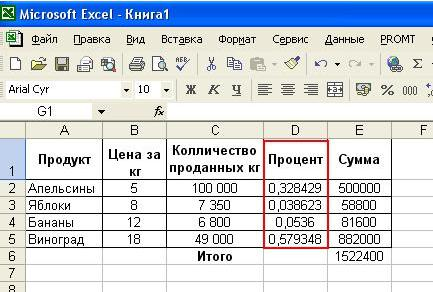 Microsoft Excel - Книга1
Файл Правка Вид Вставка Формат Сервис Данные PROMT
Arial Cyr 10 Ж К Ч % 000
G1 fx
A B C D E F
1 Продукт Цена за кг Колличество проданных кг Процент Сумма
2 Апельсины 5 100 000 0,328429 500000
3 Яблоки 8 7 350 0,038623 58800
4 Бананы 12 6 800 0,0536 81600
5 Виноград 18 49 000 0,579348 882000
6 Итого 1522400
7
8